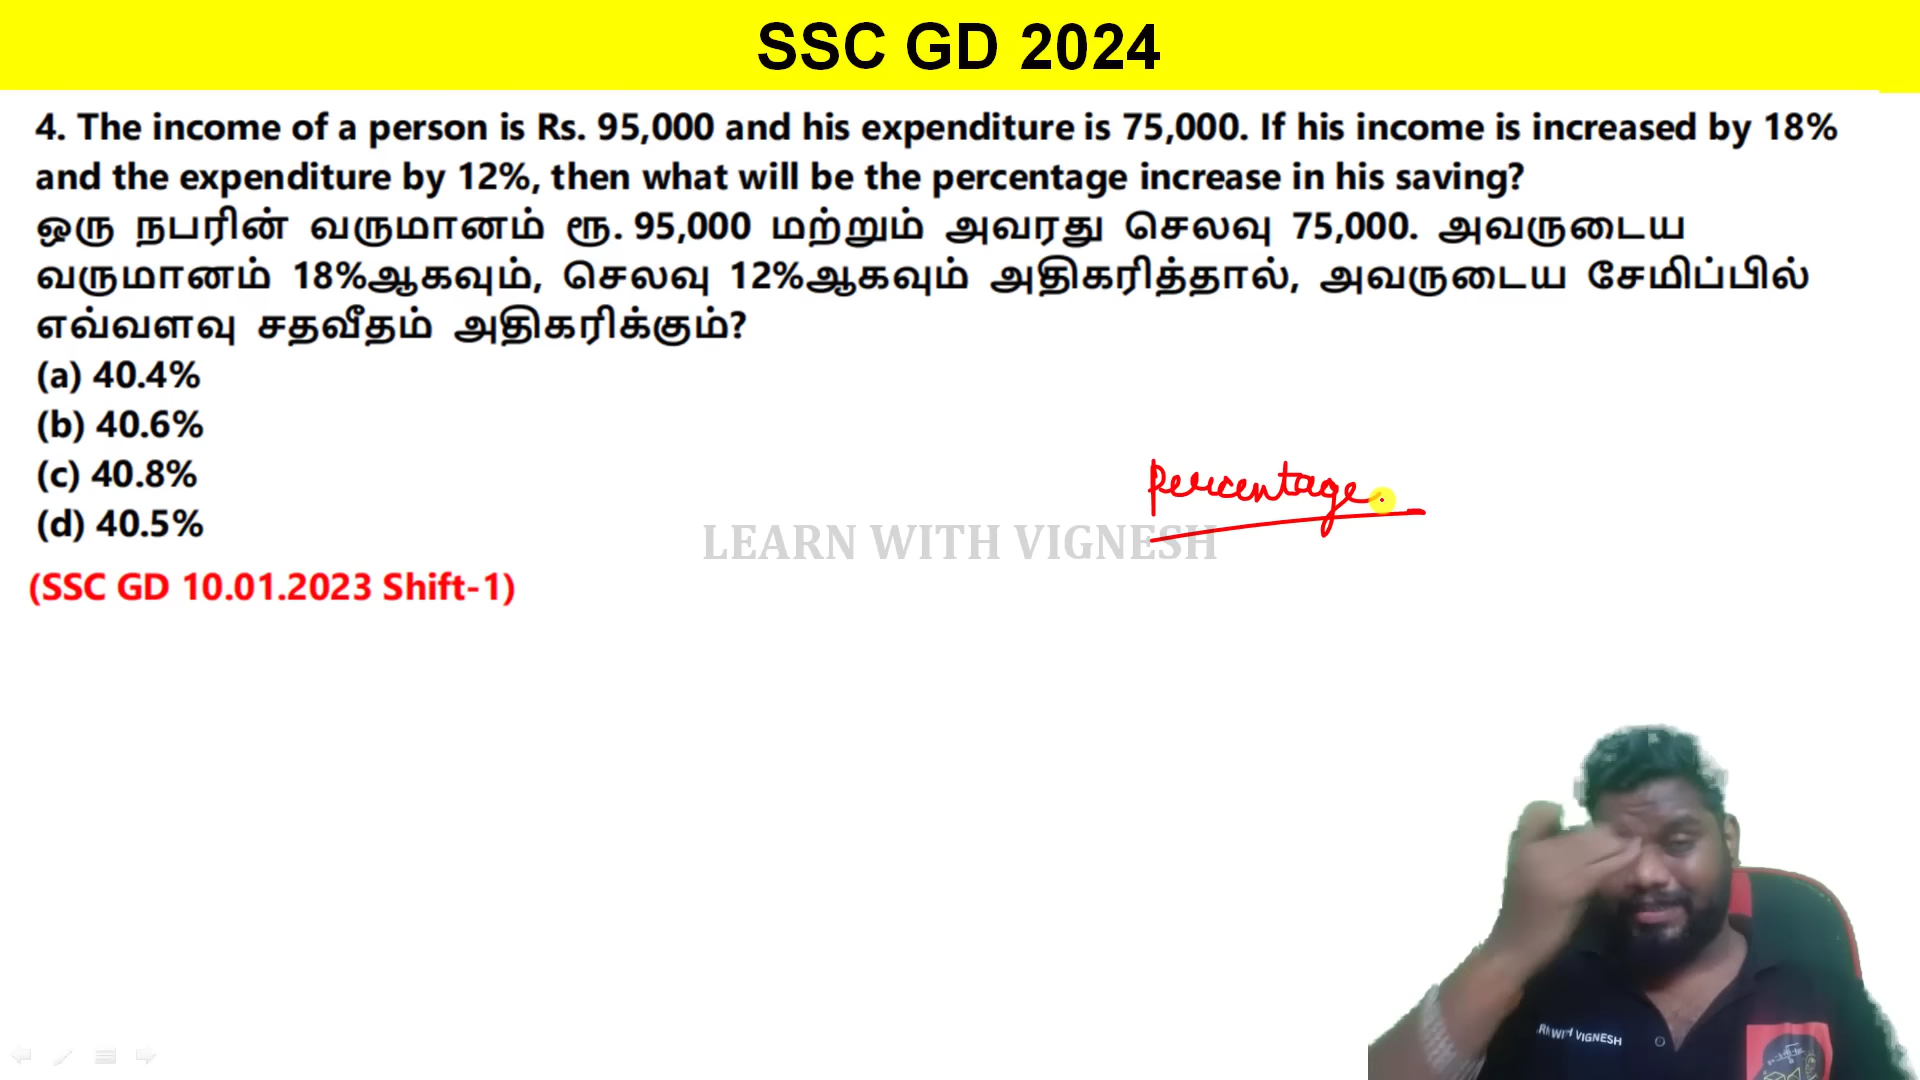 SSC GD 2024
4. The income of a person is Rs. 95,000 and his expenditure is 75,000. If his income is increased by 18%
and the expenditure by 12%, then what will be the percentage increase in his saving?
ஒரு நபரின் வருமானம் ரூ. 95,000 மற்றும் அவரது செலவு 75,000. அவருடைய
வருமானம் 18%ஆகவும், செலவு 12%ஆகவும் அதிகரித்தால், அவருடைய சேமிப்பில்
எவ்வளவு சதவீதம் அதிகரிக்கும்?
(a) 40.4%
(b) 40.6%
(c) 40.8%
(d) 40.5%
percentage.
LEARN WITH VIGNESH
(SSC GD 10.01.2023 Shift-1)
WITH VIGNESH